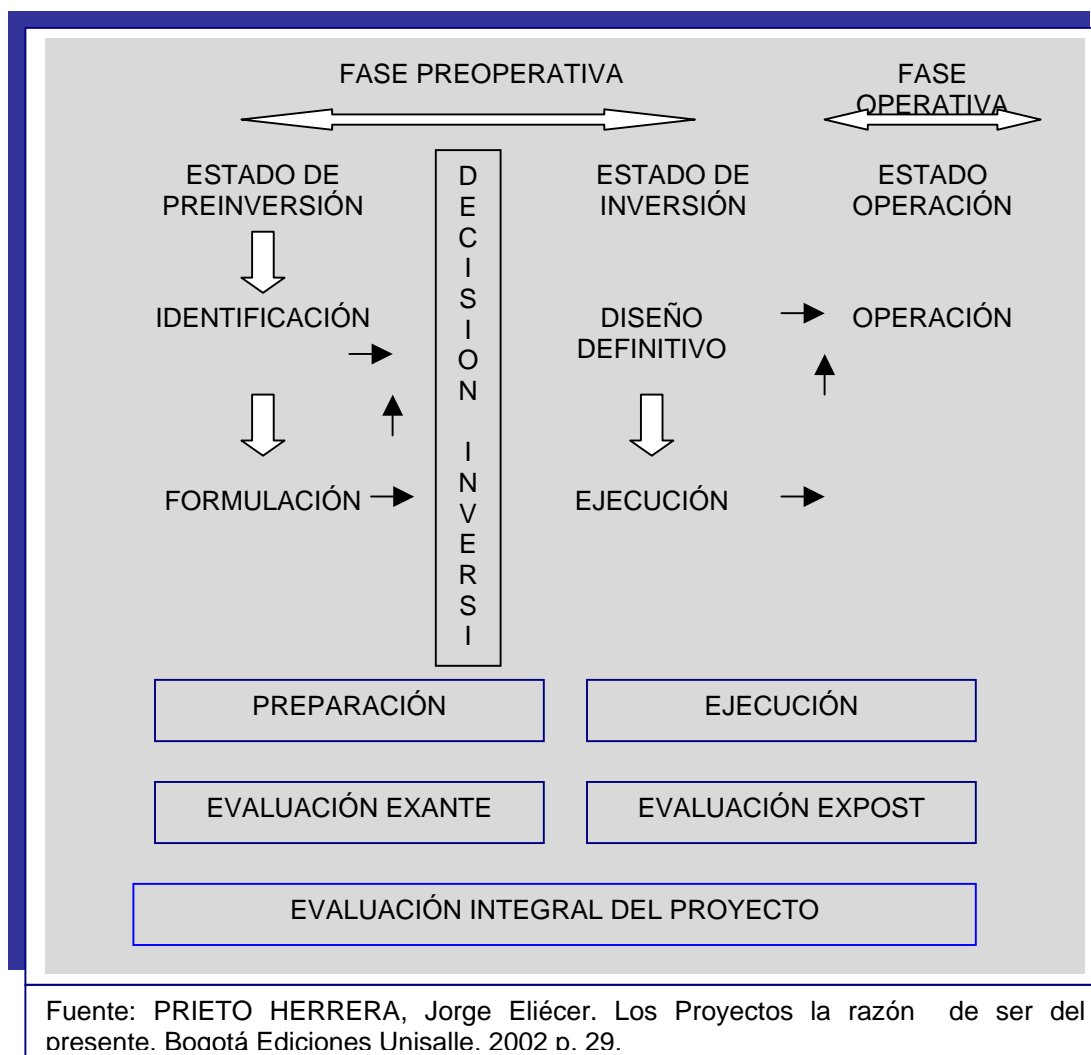 FASE PREOPERATIVA
FASE
OPERATIVA
ESTADO DE
PREINVERSIÓN
D
E
C
I
S
I
O
N
I
N
V
E
R
S
I
ESTADO DE
INVERSIÓN
ESTADO
OPERACIÓN
IDENTIFICACIÓN
DISEÑO
DEFINITIVO
OPERACIÓN
FORMULACIÓN
EJECUCIÓN
PREPARACIÓN
EJECUCIÓN
EVALUACIÓN EXANTE
EVALUACIÓN EXPOST
EVALUACIÓN INTEGRAL DEL PROYECTO
Fuente: PRIETO HERRERA, Jorge Eliécer. Los Proyectos la razón de ser del
presente. Bogotá Ediciones Unisalle. 2002 p. 29.